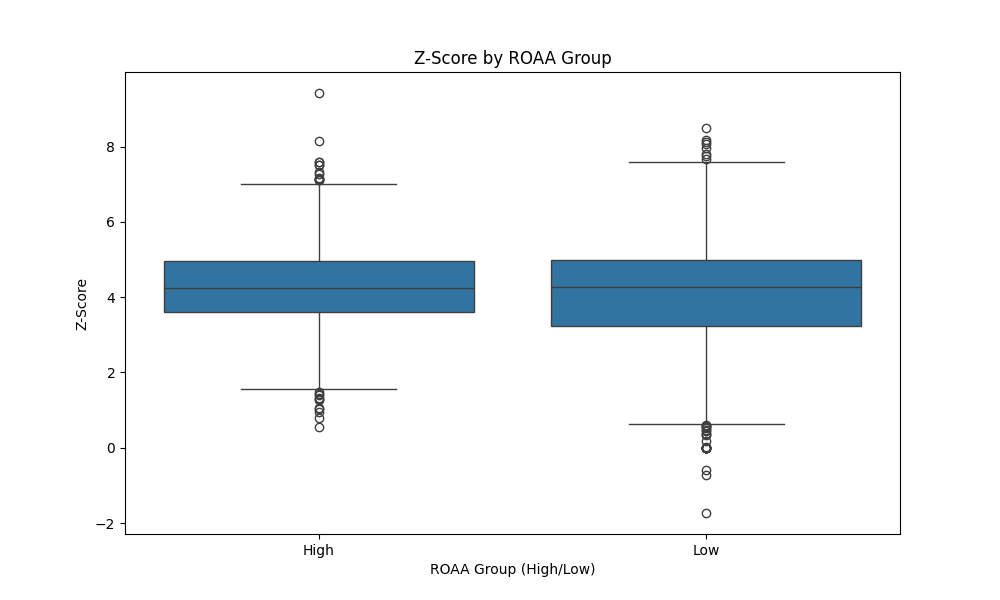 Z-Score by ROAA Group
Z-Score
8
6
4
2
0
−2
High
Low
ROAA Group (High/Low)